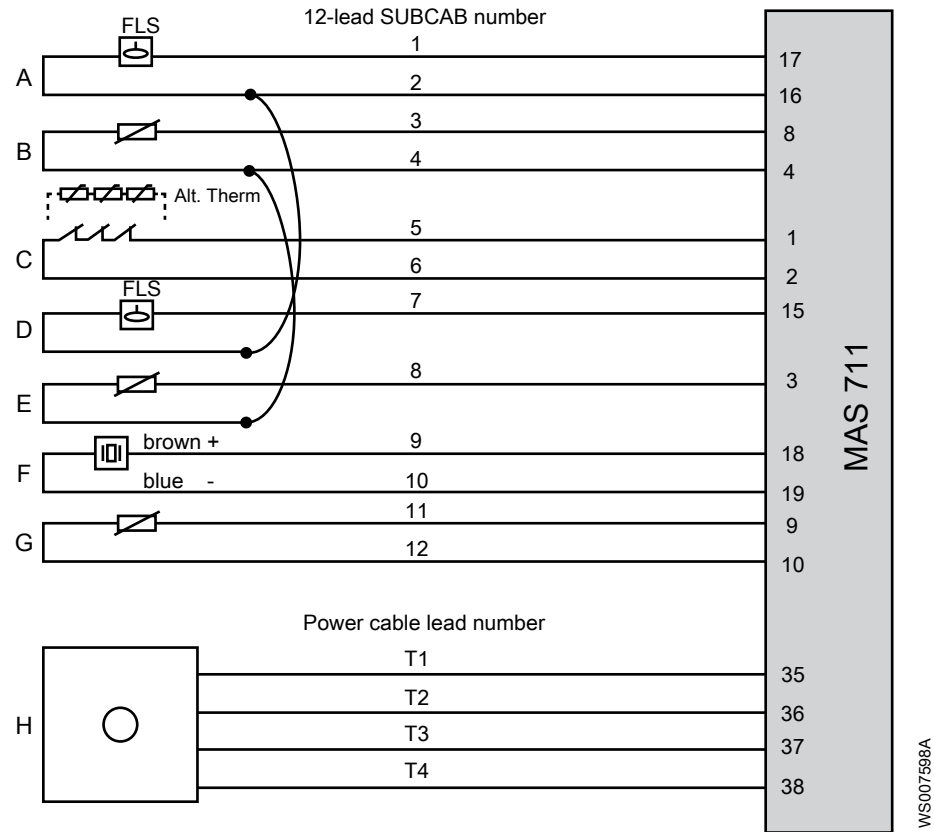 12-lead SUBCAB number
FLS
1
17
A
2
16
3
8
B
4
4
Alt. Therm
5
1
C
6
2
FLS
7
15
D
8
3
E
MAS 711
brown +
9
18
F
blue -
10
19
11
9
G
12
10
Power cable lead number
T1
35
T2
36
H
T3
37
T4
38
WS007598A